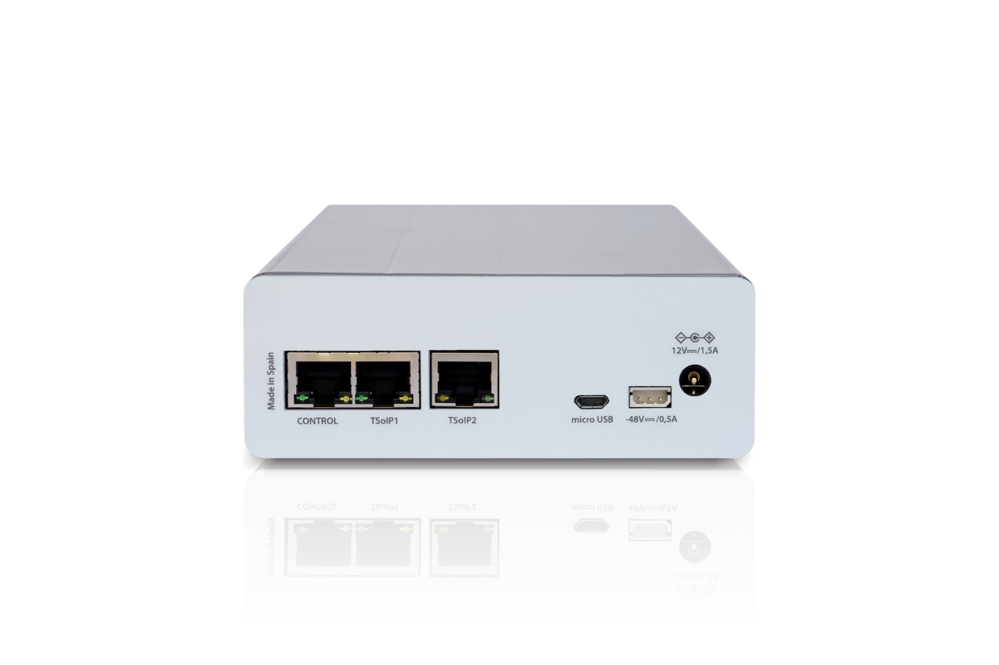 Made in Spain
CONTROL
TSoIP1
TSoIP2
micro USB
-48V⎓/0,5A
12V⎓/1,5A